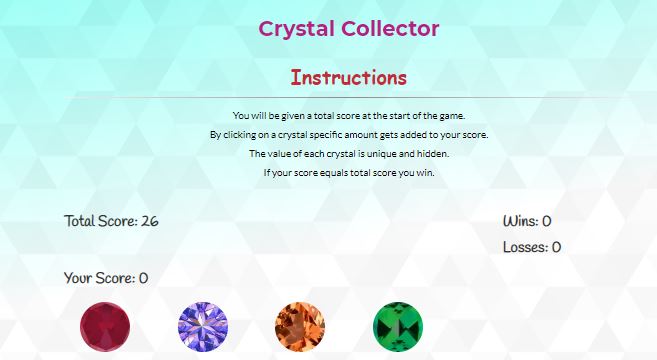 Crystal Collector
Instructions
You will be given a total score at the start of the game.
By clicking on a crystal specific amount gets added to your score.
The value of each crystal is unique and hidden.
If your score equals total score you win.
Total Score: 26
Wins: 0
Losses: 0
Your Score: 0